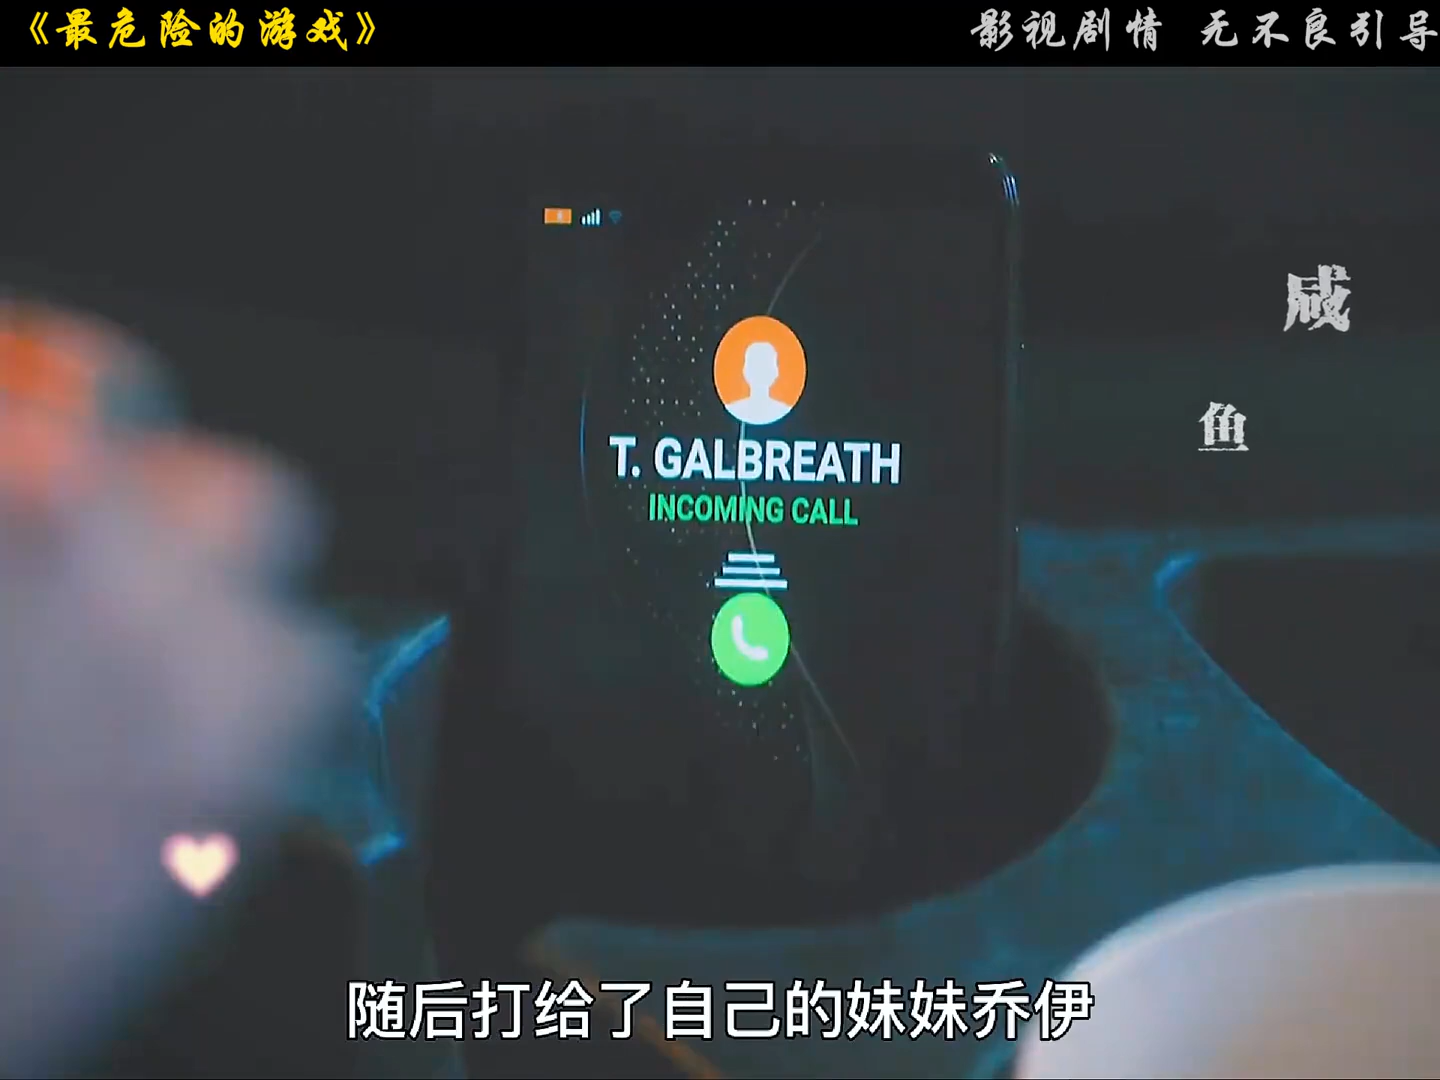 《最危险的游戏》
影视剧情 无不良引导
咸
鱼
T. GALBREATH
INCOMING CALL
随后打给了自己的妹妹乔伊